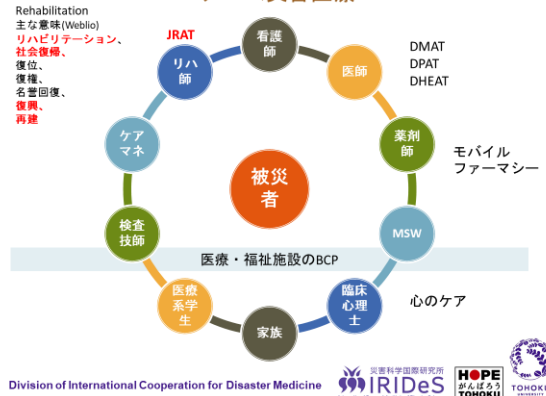 Rehabilitation
主な意味(Weblio)
リハビリテーション、
社会復帰、
復位、
復権、
名誉回復、
復興、
再建
JRAT
看護
師
リハ
師
医師
DMAT
DPAT
DHEAT
ケア
マネ
薬剤
師
モバイル
ファーマシー
被災
者
検査
技師
MSW
医療・福祉施設のBCP
医療
系学
生
家族
臨床
心理
士
心のケア
Division of International Cooperation for Disaster Medicine
災害科学国際研究所
IRIDeS
HOPE
がんばろう
TOHOKU
TOHOKU
UNIVERSITY